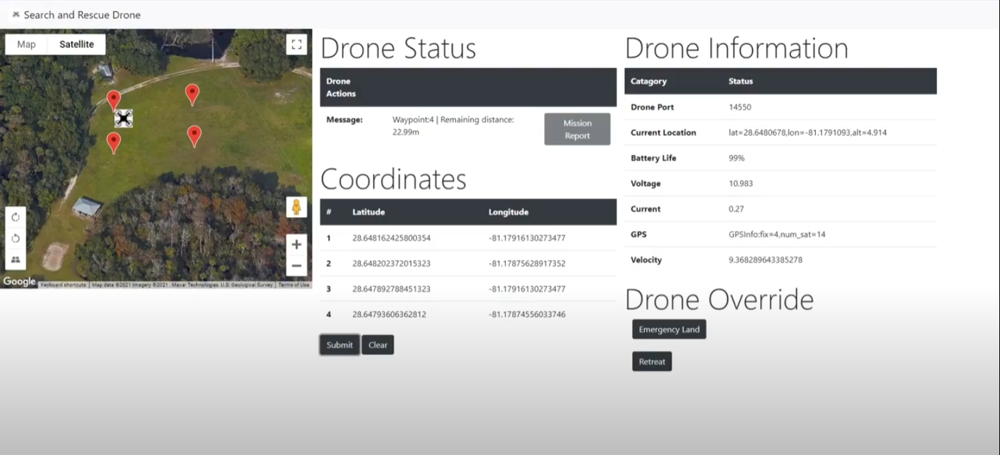 Search and Rescue Drone
Map Satellite
Google
Keyboard shortcuts Map data ©2021 Imagery ©2021 , Maxar Technologies, U.S. Geological Survey Terms of Use
Drone Status
Drone
Actions
Message: Waypoint:4 | Remaining distance:
22.99m
Mission
Report
Coordinates
# Latitude Longitude
1 28.648162425800354 -81.17916130273477
2 28.648202372015323 -81.17875628917352
3 28.647892788451323 -81.17916130273477
4 28.64793606362812 -81.17874556033746
Submit Clear
Drone Information
Catagory Status
Drone Port 14550
Current Location lat=28.6480678,lon=-81.1791093,alt=4.914
Battery Life 99%
Voltage 10.983
Current 0.27
GPS GPSInfo:fix=4,num_sat=14
Velocity 9.368289643385278
Drone Override
Emergency Land
Retreat